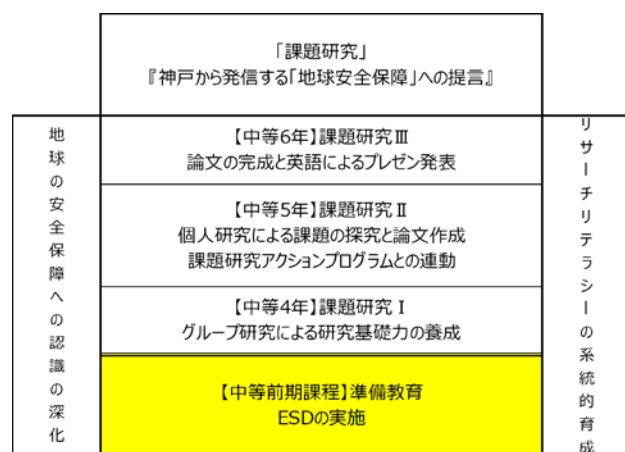 「課題研究」
『神戸から発信する「地球安全保障」への提言』
地球の安全保障への認識の深化
【中等6年】課題研究Ⅲ
論文の完成と英語によるプレゼン発表
【中等5年】課題研究Ⅱ
個人研究による課題の探究と論文作成
課題研究アクションプログラムとの連動
【中等4年】課題研究Ⅰ
グループ研究による研究基礎力の養成
【中等前期課程】準備教育
ESDの実施
リサーチリテラシーの系統的育成